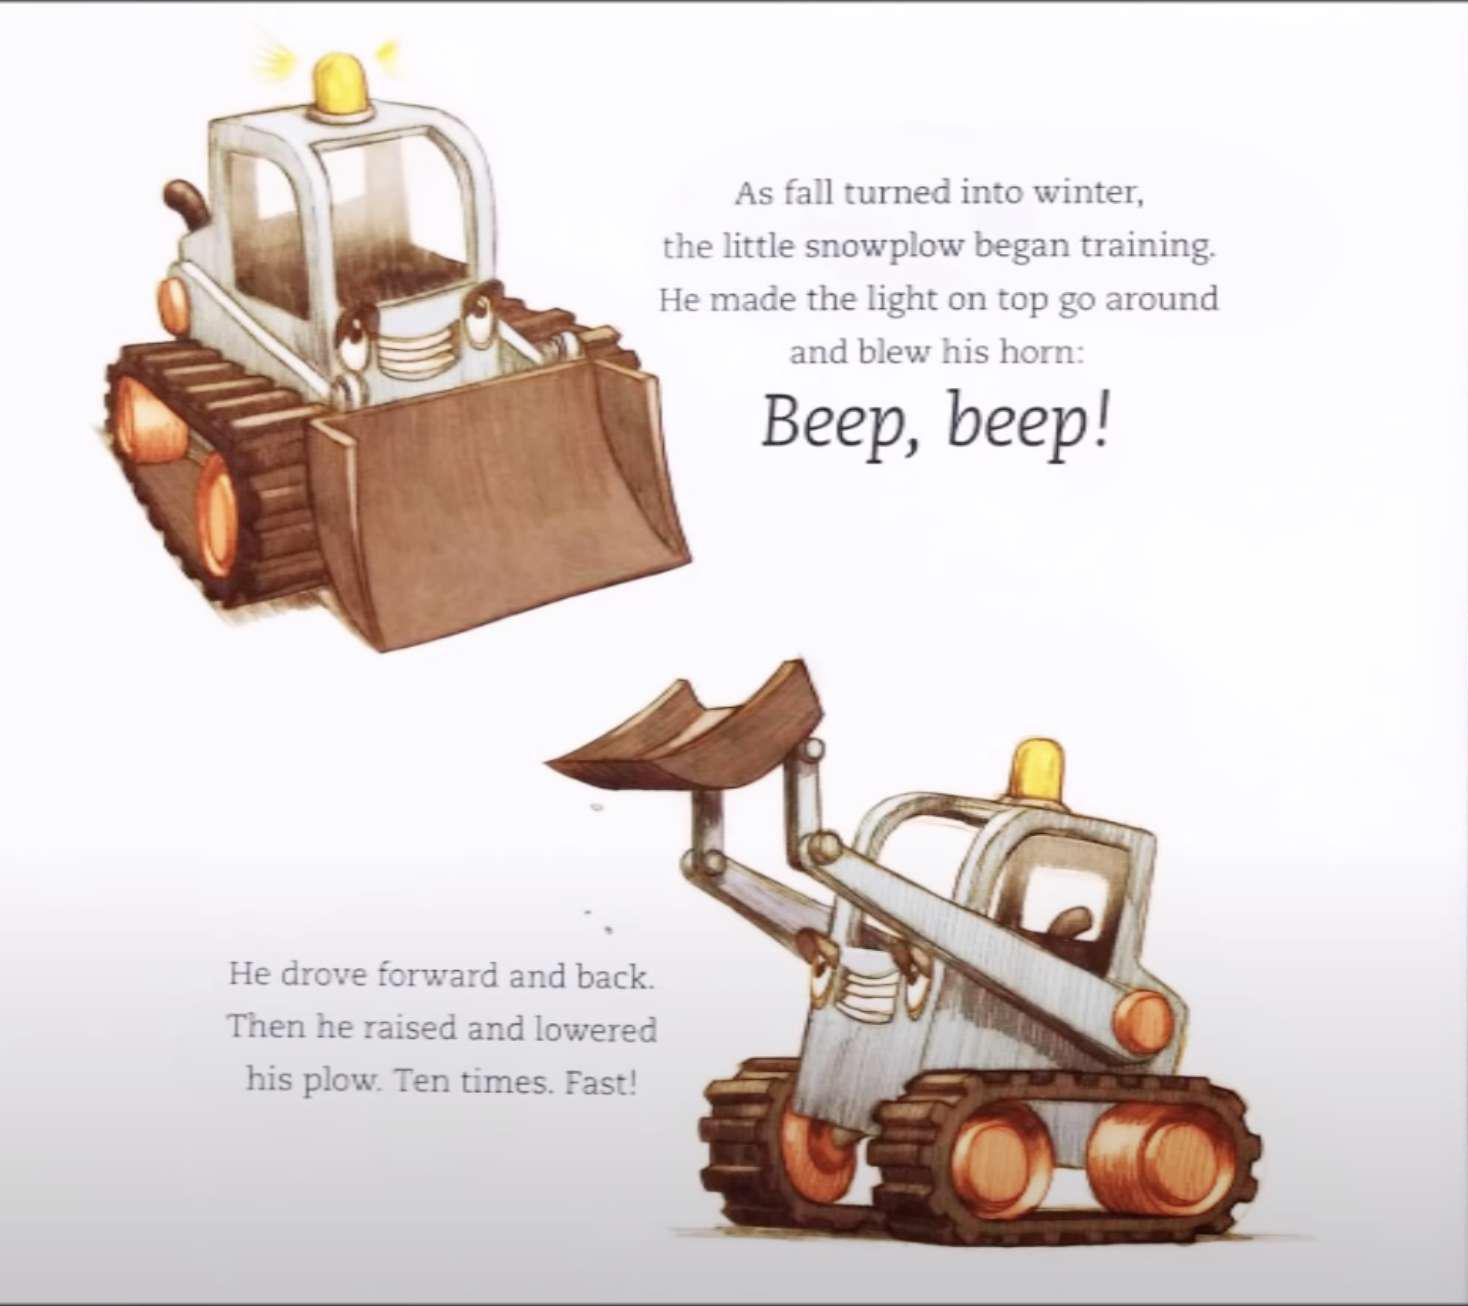 As fall turned into winter,
the little snowplow began training.
He made the light on top go around
and blew his horn:
Beep, beep!
He drove forward and back.
Then he raised and lowered
his plow. Ten times. Fast!